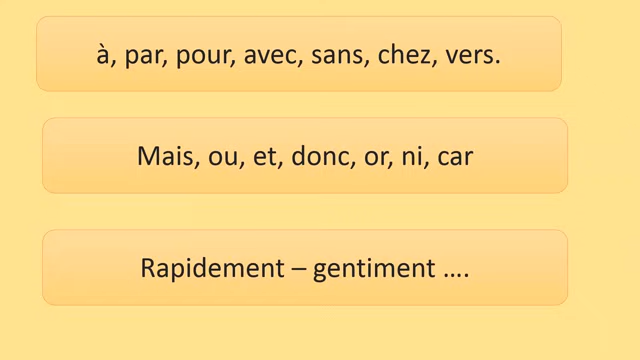 à, par, pour, avec, sans, chez, vers.
Mais, ou, et, donc, or, ni, car
Rapidement – gentiment ….